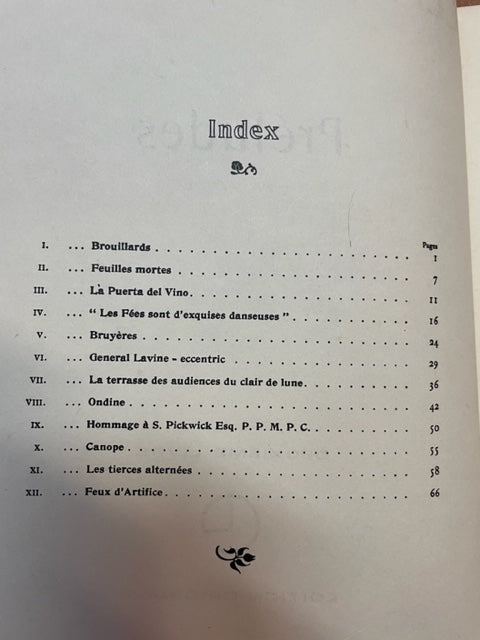 Index
Pages
I. ... Brouillards . . . . . . . . . . . . . . . . . . . . 1
II. ... Feuilles mortes . . . . . . . . . . . . . . . . . . 7
III. ... La Puerta del Vino. . . . . . . . . . . . . . . . . 11
IV. ... “ Les Fées sont d'exquises danseuses ” . . . . . . . . . 16
V. ... Bruyères . . . . . . . . . . . . . . . . . . . . . 24
VI. ... General Lavine - eccentric . . . . . . . . . . . . . . 29
VII. ... La terrasse des audiences du clair de lune. . . . . . . . 36
VIII. ... Ondine . . . . . . . . . . . . . . . . . . . . . . 42
IX. ... Hommage à S. Pickwick Esq. P. P. M. P. C. . . . . . . . 50
X. ... Canope. . . . . . . . . . . . . . . . . . . . . . 55
XI. ... Les tierces alternées . . . . . . . . . . . . . . . . 58
XII. ... Feux d'Artifice. . . . . . . . . . . . . . . . . . . 66